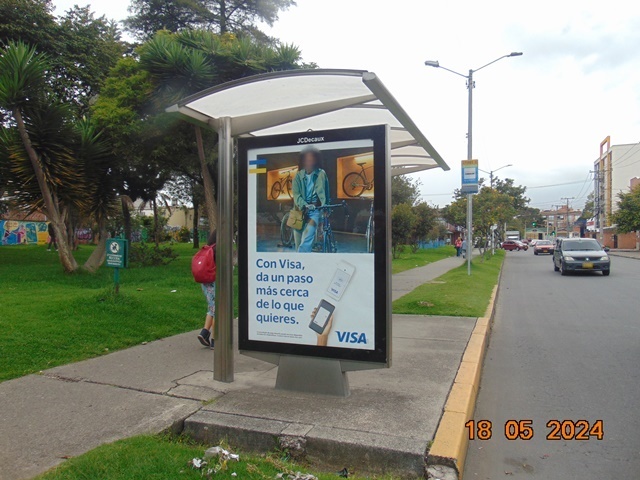 JCDecaux
Con Visa,
da un paso
más cerca
de lo que
quieres.
VISA
18 05 2024